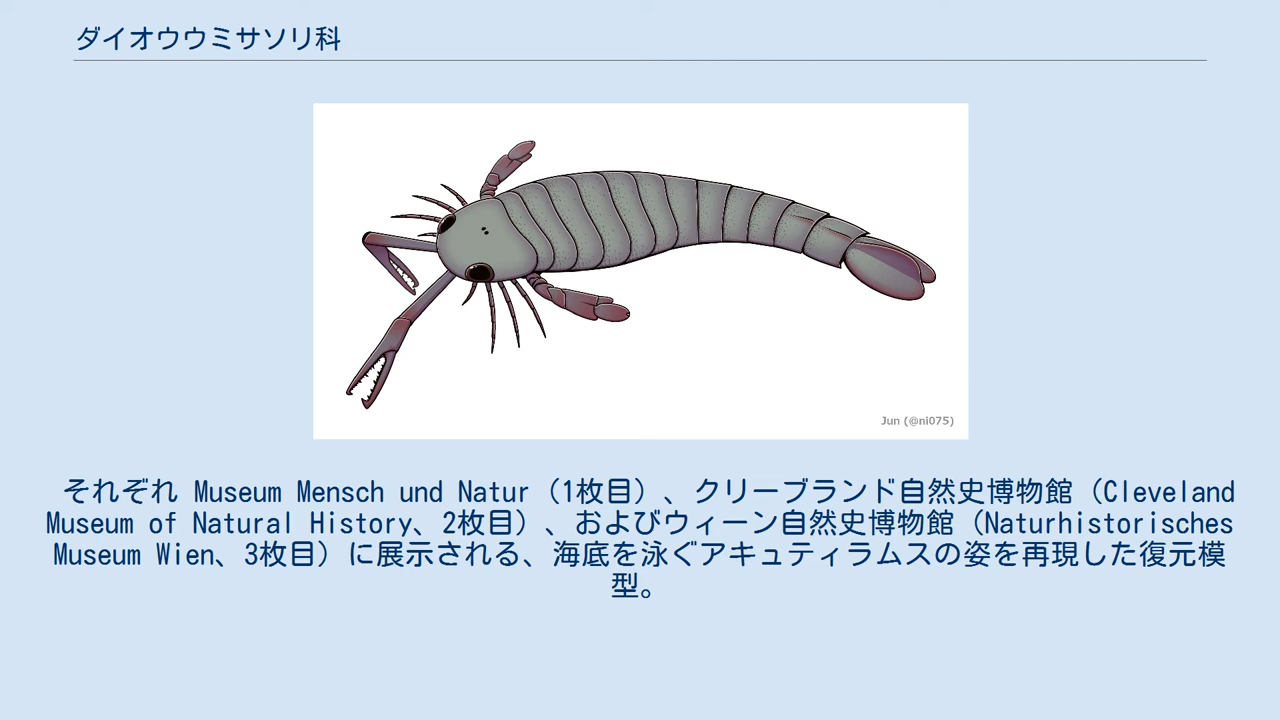 ダイオウウミサソリ科
Jun (@ni075)
それぞれ Museum Mensch und Natur（1枚目）、クリーブランド自然史博物館（Cleveland
Museum of Natural History、2枚目）、およびウィーン自然史博物館（Naturhistorisches
Museum Wien、3枚目）に展示される、海底を泳ぐアキュティラムスの姿を再現した復元模
型。